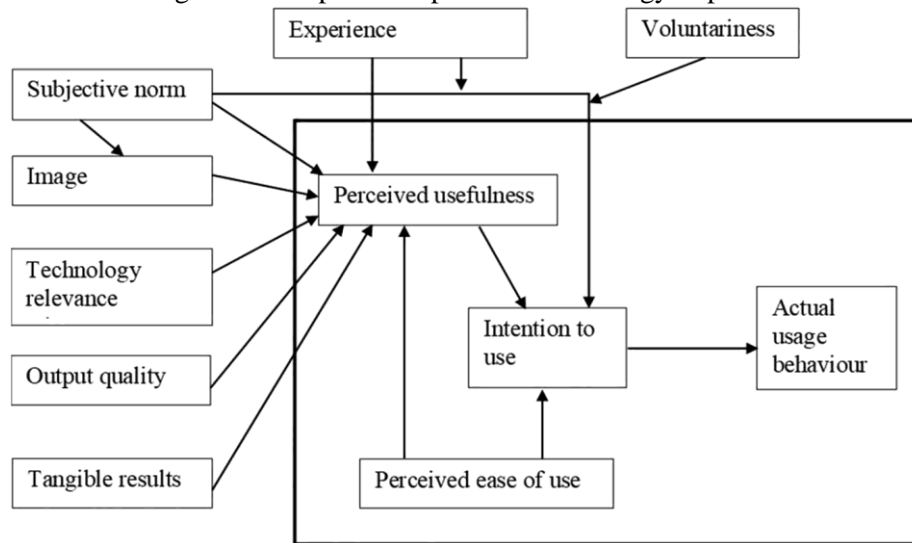 Experience
Voluntariness
Subjective norm
Image
Perceived usefulness
Technology
relevance
Intention to
use
Actual
usage
behaviour
Output quality
Tangible results
Perceived ease of use